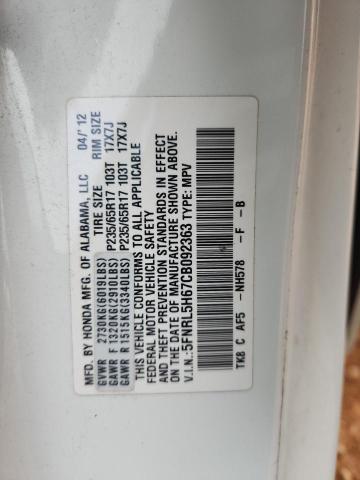 MFD. BY HONDA MFG. OF ALABAMA, LLC 04/'12
TIRE SIZE RIM SIZE
GVWR 2730KG(6019LBS)
GAWR F 1320KG(2910LBS) P235/65R17 103T 17X7J
GAWR R 1515KG(3340LBS) P235/65R17 103T 17X7J
THIS VEHICLE CONFORMS TO ALL APPLICABLE
FEDERAL MOTOR VEHICLE SAFETY
AND THEFT PREVENTION STANDARDS IN EFFECT
ON THE DATE OF MANUFACTURE SHOWN ABOVE.
V.I.N.: 5FNRL5H67CB092363 TYPE: MPV
TK8 C AF5 -NH578 -F -B